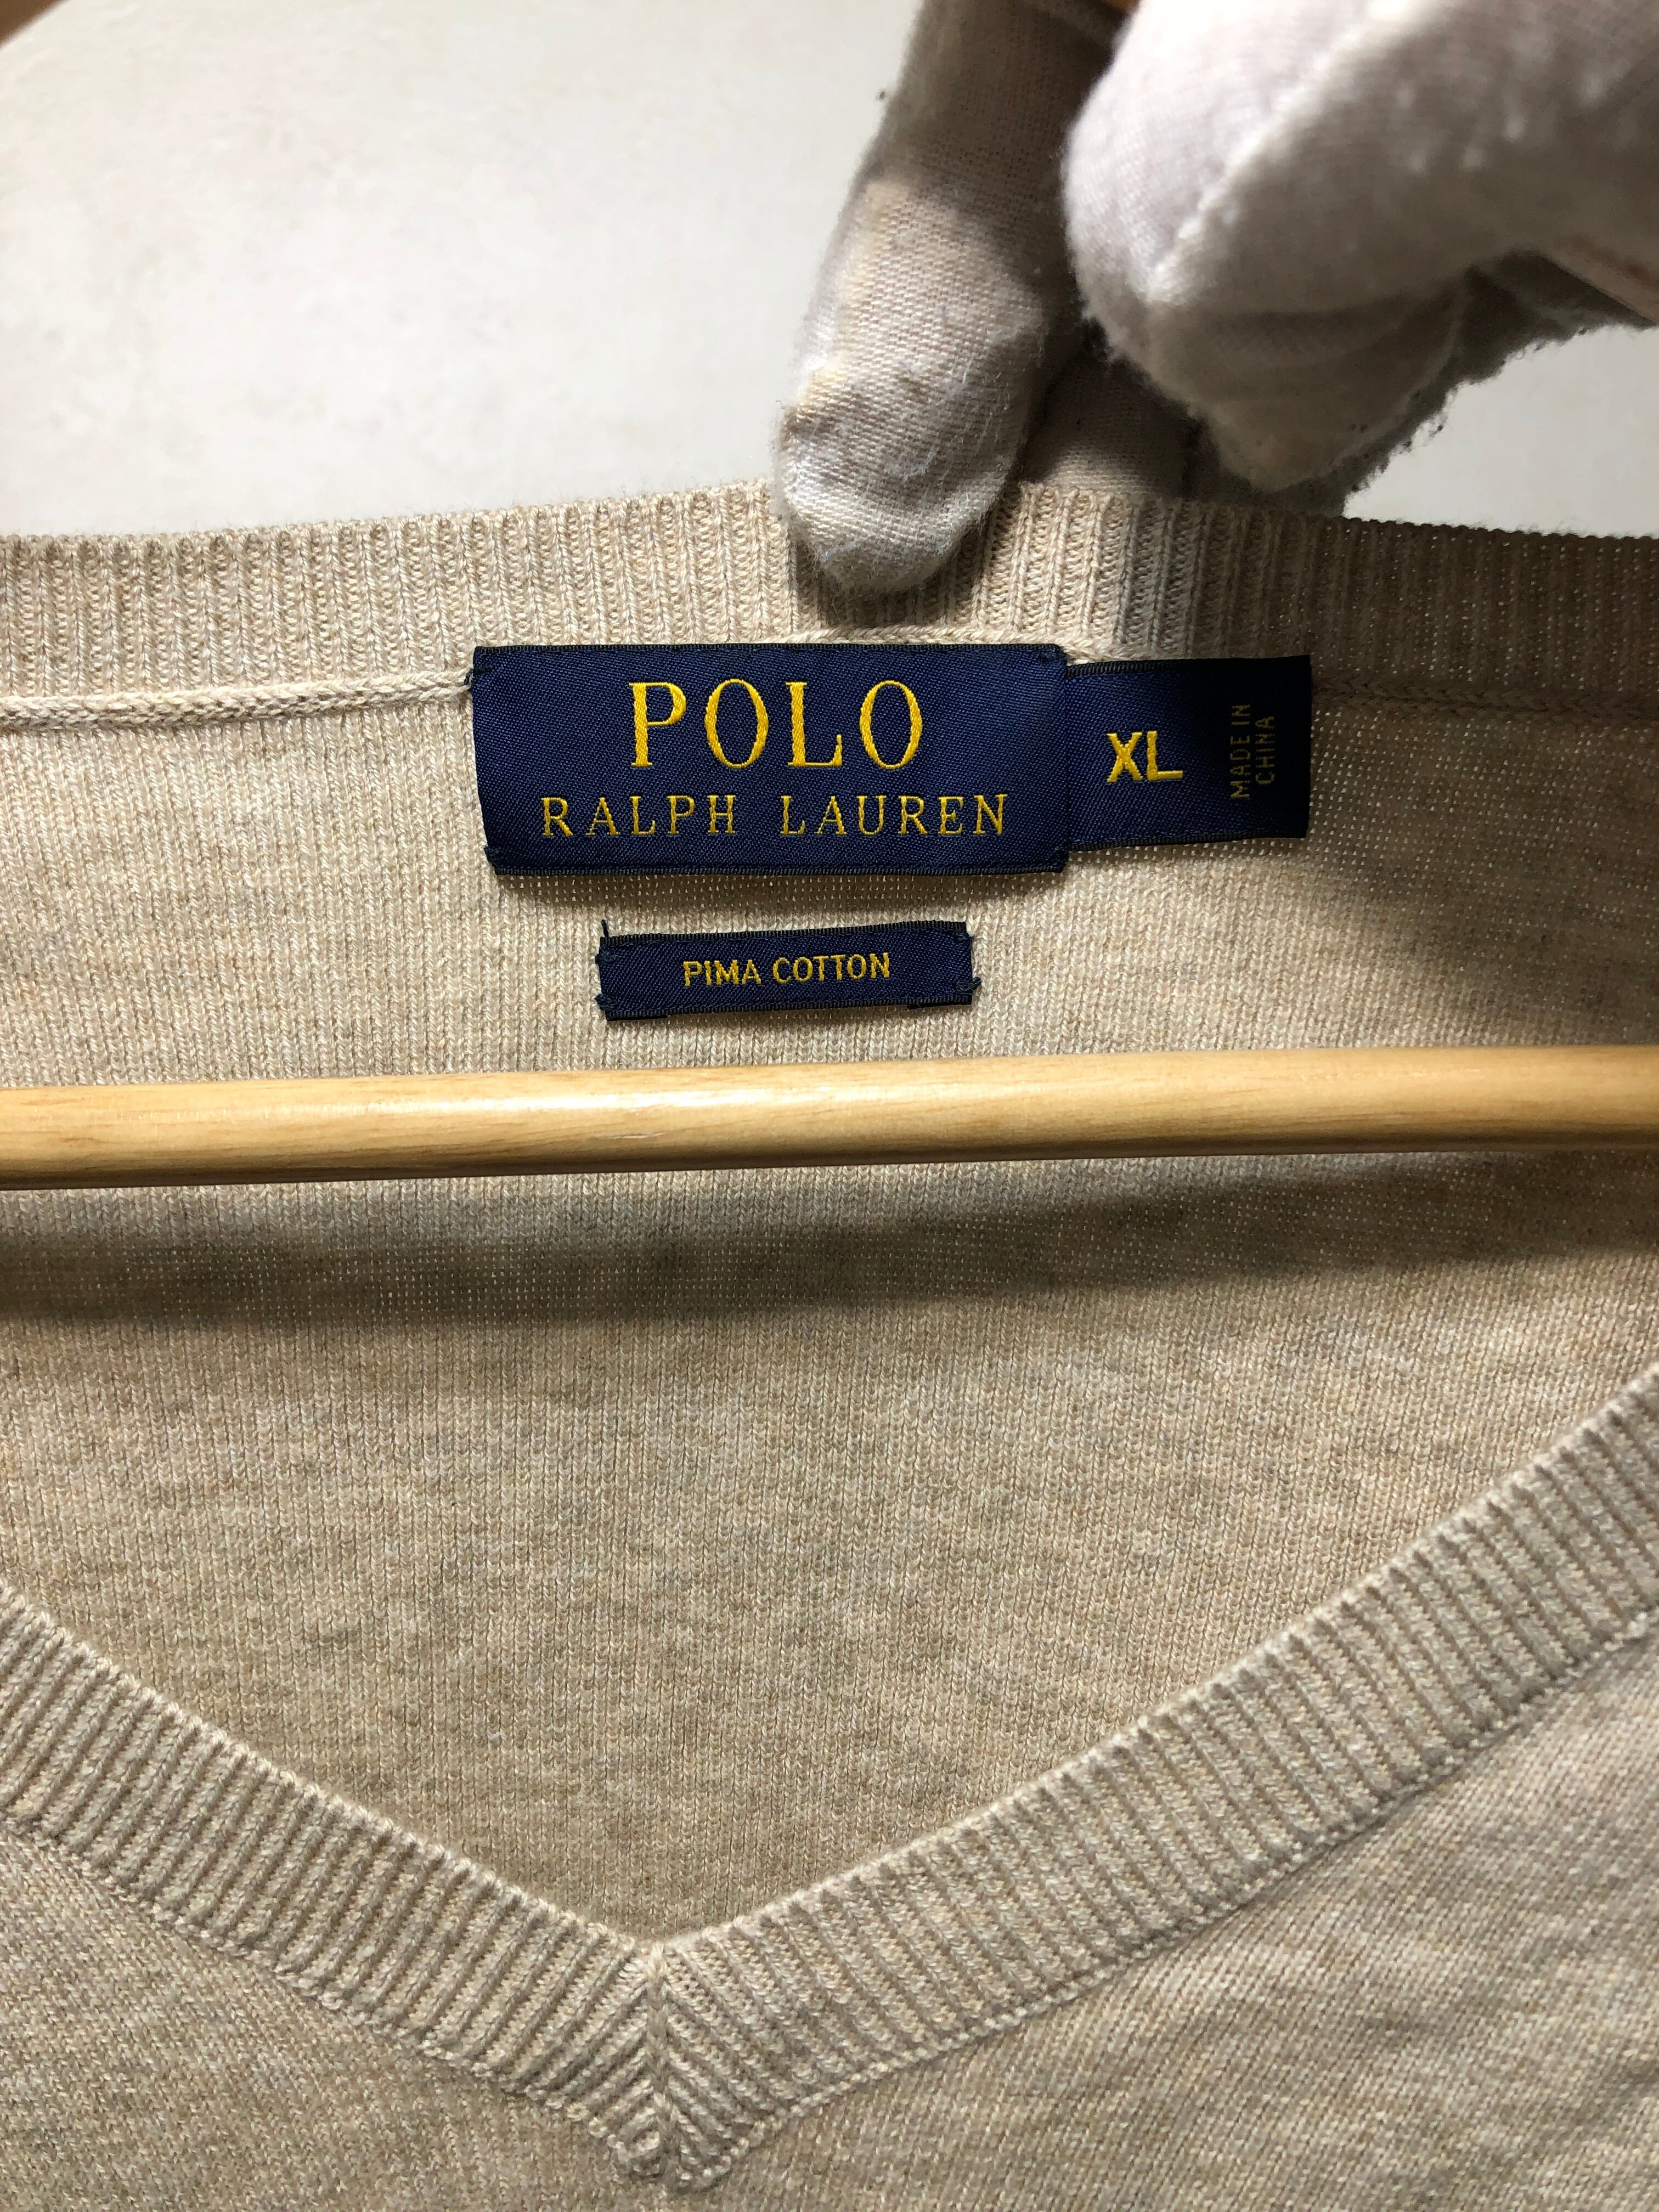 POLO
RALPH LAUREN
XL
MADE IN
CHINA
PIMA COTTON